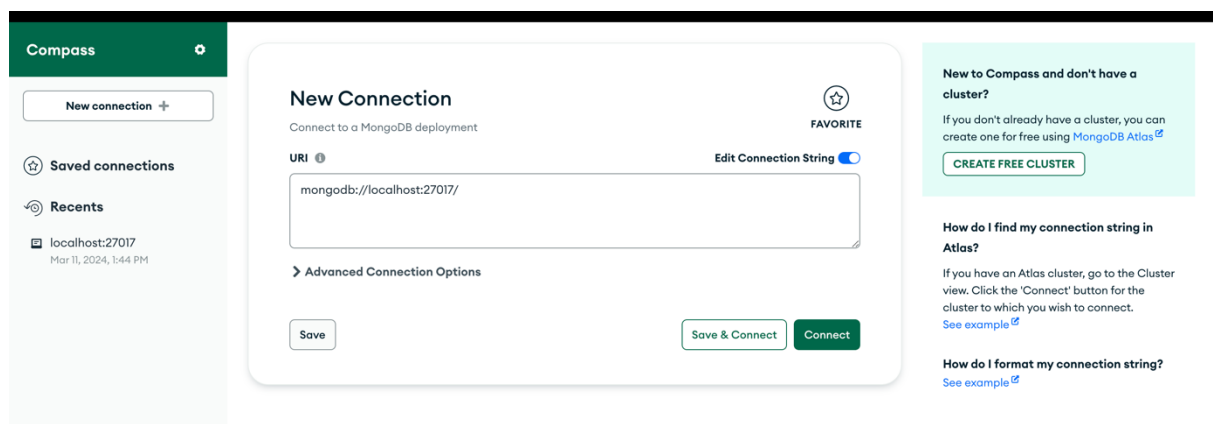 Compass
New connection +
Saved connections
Recents
localhost:27017
Mar 11, 2024, 1:44 PM
New Connection
Connect to a MongoDB deployment
FAVORITE
URI
Edit Connection String
mongodb://localhost:27017/
Advanced Connection Options
Save
Save & Connect
Connect
New to Compass and don't have a
cluster?
If you don't already have a cluster, you can
create one for free using MongoDB Atlas
CREATE FREE CLUSTER
How do I find my connection string in
Atlas?
If you have an Atlas cluster, go to the Cluster
view. Click the 'Connect' button for the
cluster to which you wish to connect.
See example
How do I format my connection string?
See example